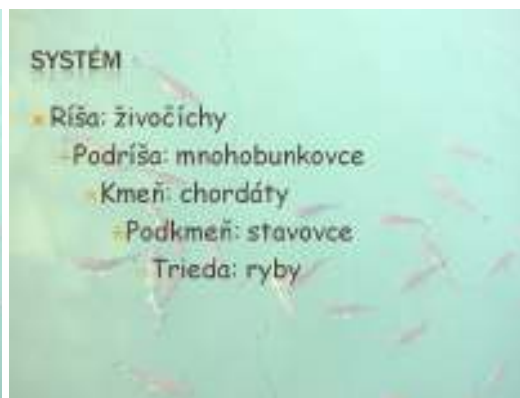 SYSTÉM
Ríša: živočíchy
Podríša: mnohobunkovce
Kmeň: chordáty
Podkmeň: stavovce
Trieda: ryby